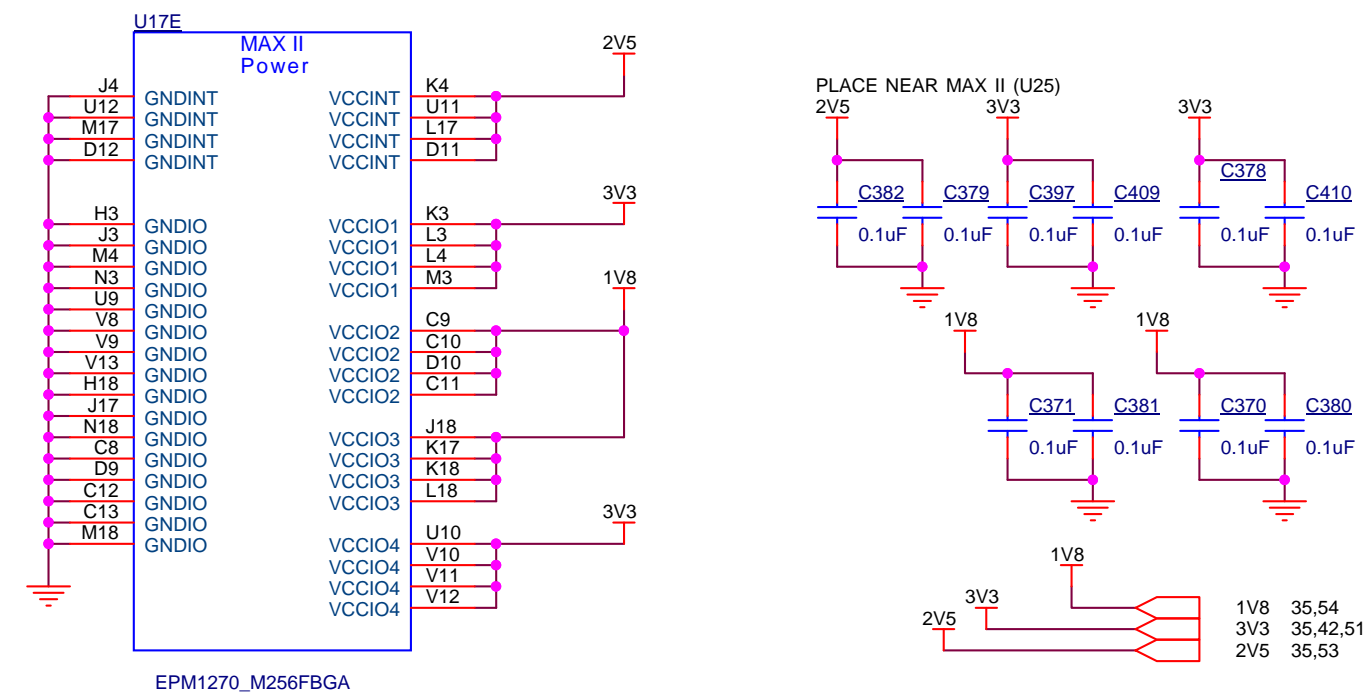 U17E
MAX II
Power
J4 GNDINT VCCINT K4
U12 GNDINT VCCINT U11
M17 GNDINT VCCINT L17
D12 GNDINT VCCINT D11
2V5
H3 GNDIO VCCIO1 K3
J3 GNDIO VCCIO1 L3
M4 GNDIO VCCIO1 L4
N3 GNDIO VCCIO1 M3
3V3
U9 GNDIO
V8 GNDIO VCCIO2 C9
V9 GNDIO VCCIO2 C10
V13 GNDIO VCCIO2 D10
H18 GNDIO VCCIO2 C11
1V8
J17 GNDIO
N18 GNDIO VCCIO3 J18
C8 GNDIO VCCIO3 K17
D9 GNDIO VCCIO3 K18
C12 GNDIO VCCIO3 L18
C13 GNDIO
M18 GNDIO VCCIO4 U10
VCCIO4 V10
VCCIO4 V11
VCCIO4 V12
3V3
EPM1270_M256FBGA
PLACE NEAR MAX II (U25)
2V5 3V3 3V3
C382 C379 C397 C409 C378 C410
0.1uF 0.1uF 0.1uF 0.1uF 0.1uF 0.1uF
1V8 1V8
C371 C381 C370 C380
0.1uF 0.1uF 0.1uF 0.1uF
1V8
3V3
2V5
1V8 35,54
3V3 35,42,51
2V5 35,53